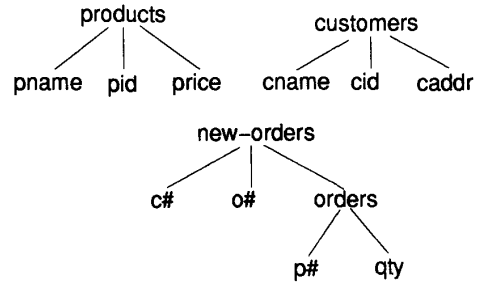 products
customers
pname pid price
cname cid caddr
new-orders
c# o# orders
p# qty